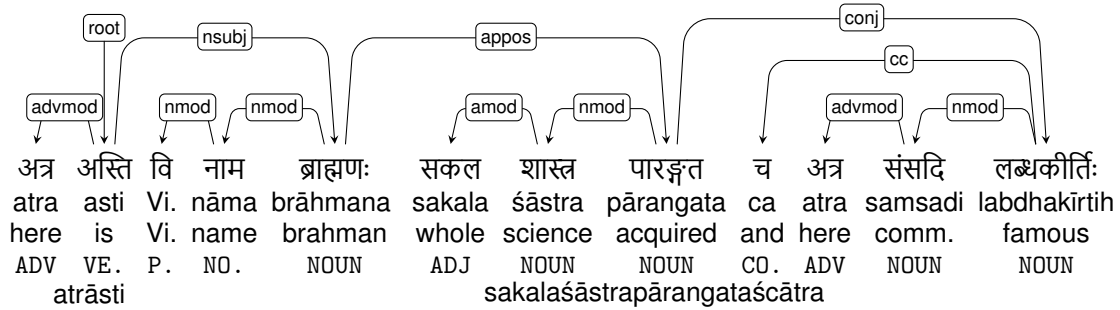 root
nsubj appos conj
cc
advmod nmod nmod amod nmod advmod nmod
अत्र अस्ति वि नाम ब्राह्मणः सकल शास्त्र पारङ्गत च अत्र संसदि लब्धकीर्तिः
atra asti Vi. nāma brāhmana sakala śāstra pārangata ca atra samsadi labdhakīrtih
here is Vi. name brahman whole science acquired and here comm. famous
ADV VE. P. NO. NOUN ADJ NOUN NOUN CO. ADV NOUN NOUN
atrāsti sakalaśāstrapārangataścātra